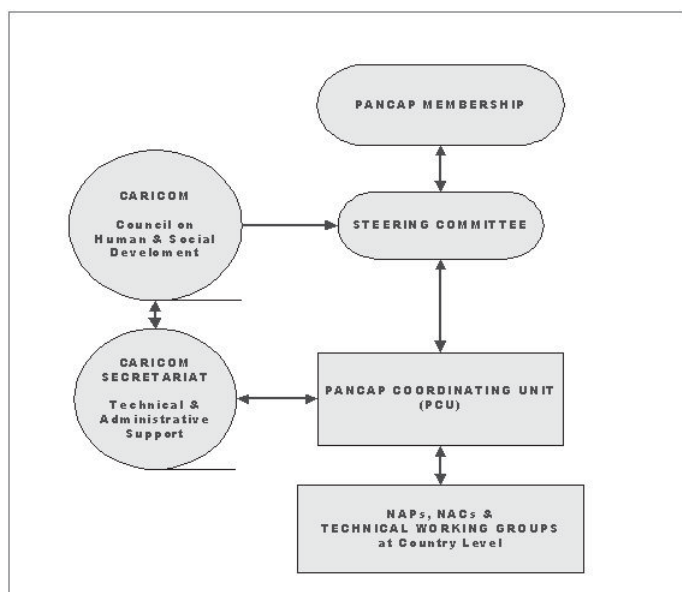 PANCAP MEMBERSHIP
CARICOM
Council on
Human & Social
Develoment
STEERING COMMITTEE
CARICOM
SECRETARIAT
Technical &
Administrative
Support
PANCAP COORDINATING UNIT
(PCU)
NAPs, NACs &
TECHNICAL WORKING GROUPS
at Country Level